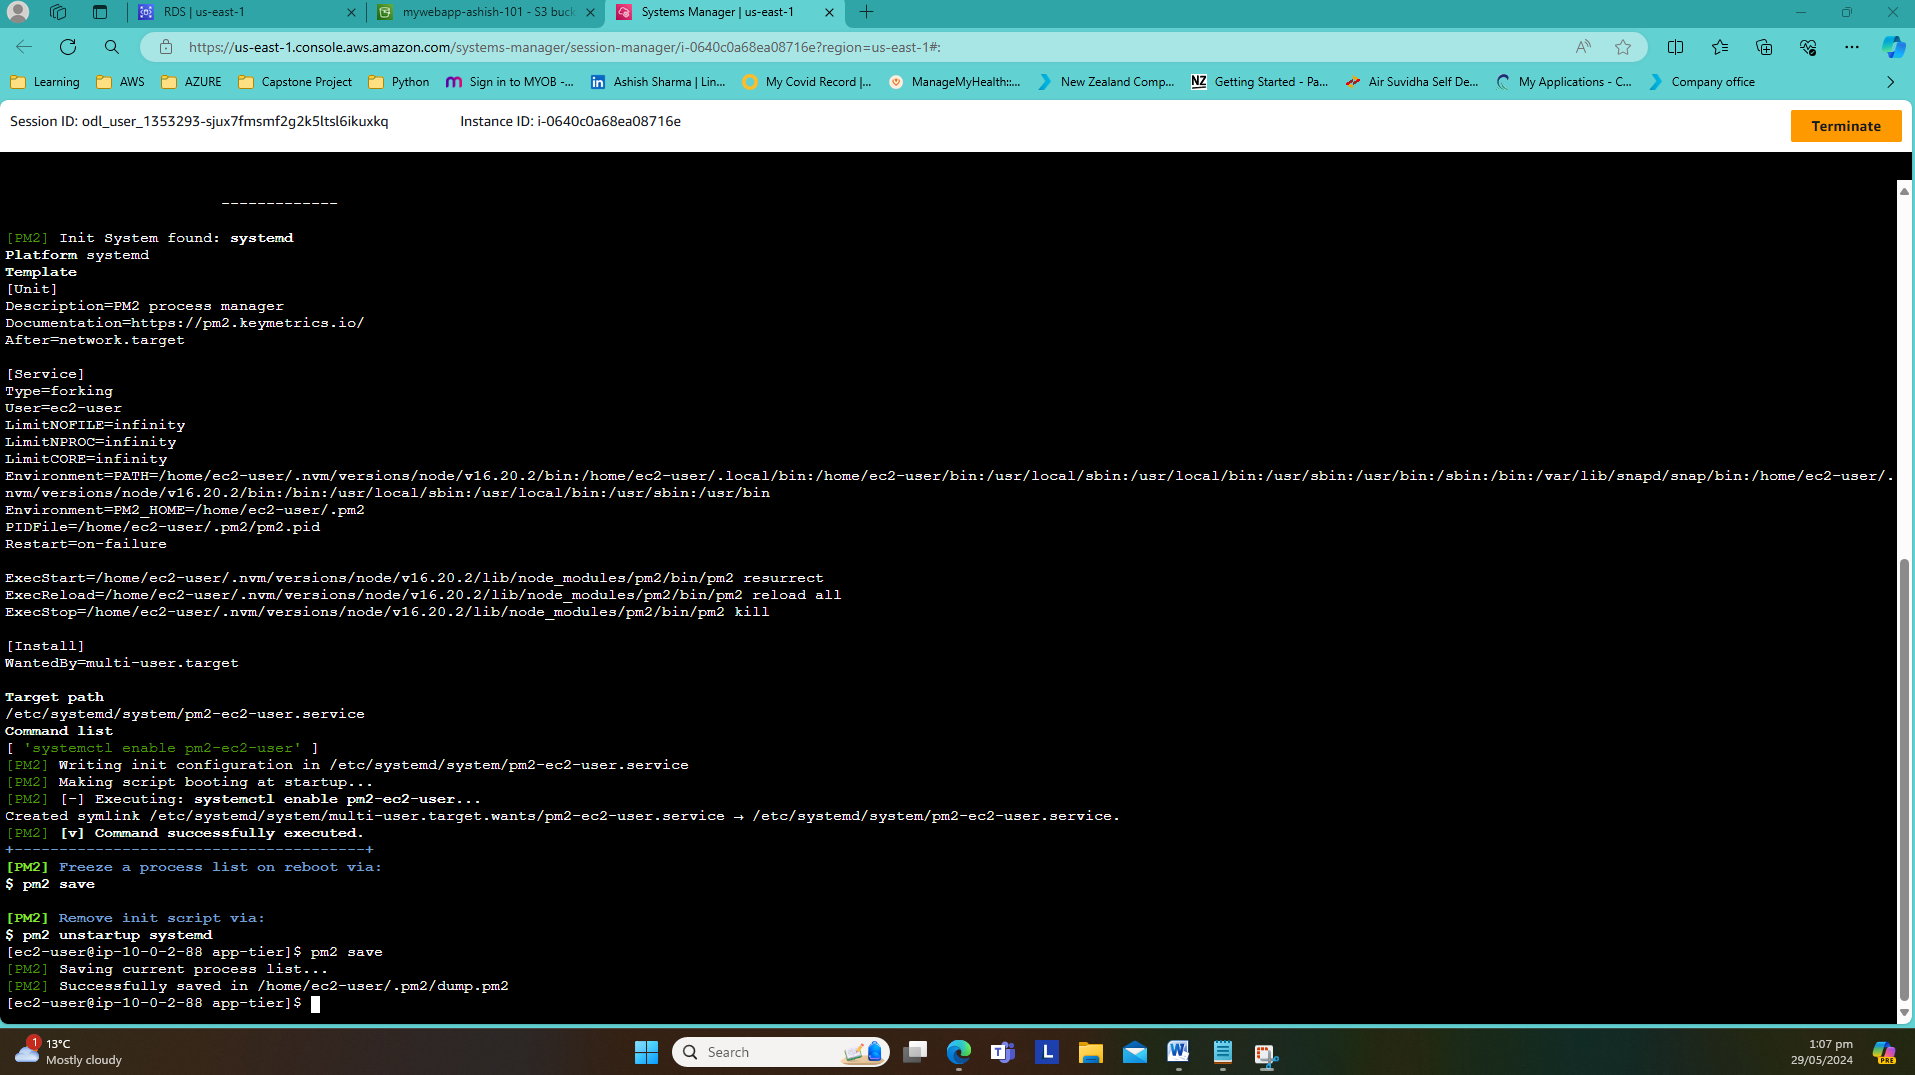 RDS | us-east-1
mywebapp-ashish-101 - S3 buck
Systems Manager | us-east-1
https://us-east-1.console.aws.amazon.com/systems-manager/session-manager/i-0640c0a68ea08716e?region=us-east-1#:
Learning
AWS
AZURE
Capstone Project
Python
Sign in to MYOB -...
Ashish Sharma | Lin...
My Covid Record |...
ManageMyHealth:...
New Zealand Comp...
Getting Started - Pa...
Air Suvidha Self De...
My Applications - C...
Company office
Session ID: odl_user_1353293-sjux7fmsmf2g2k5ltsl6ikuxkq
Instance ID: i-0640c0a68ea08716e
Terminate
-------------
[PM2] Init System found: systemd
Platform systemd
Template
[Unit]
Description=PM2 process manager
Documentation=https://pm2.keymetrics.io/
After=network.target
[Service]
Type=forking
User=ec2-user
LimitNOFILE=infinity
LimitNPROC=infinity
LimitCORE=infinity
Environment=PATH=/home/ec2-user/.nvm/versions/node/v16.20.2/bin:/home/ec2-user/.local/bin:/home/ec2-user/bin:/usr/local/sbin:/usr/local/bin:/usr/sbin:/usr/bin:/sbin:/bin:/var/lib/snapd/snap/bin:/home/ec2-user/.
nvm/versions/node/v16.20.2/bin:/bin:/usr/local/sbin:/usr/local/bin:/usr/sbin:/usr/bin
Environment=PM2_HOME=/home/ec2-user/.pm2
PIDFile=/home/ec2-user/.pm2/pm2.pid
Restart=on-failure
ExecStart=/home/ec2-user/.nvm/versions/node/v16.20.2/lib/node_modules/pm2/bin/pm2 resurrect
ExecReload=/home/ec2-user/.nvm/versions/node/v16.20.2/lib/node_modules/pm2/bin/pm2 reload all
ExecStop=/home/ec2-user/.nvm/versions/node/v16.20.2/lib/node_modules/pm2/bin/pm2 kill
[Install]
WantedBy=multi-user.target
Target path
/etc/systemd/system/pm2-ec2-user.service
Command list
[ 'systemctl enable pm2-ec2-user' ]
[PM2] Writing init configuration in /etc/systemd/system/pm2-ec2-user.service
[PM2] Making script booting at startup...
[PM2] [-] Executing: systemctl enable pm2-ec2-user...
Created symlink /etc/systemd/system/multi-user.target.wants/pm2-ec2-user.service → /etc/systemd/system/pm2-ec2-user.service.
[PM2] [v] Command successfully executed.
+---------------------------------------+
[PM2] Freeze a process list on reboot via:
$ pm2 save
[PM2] Remove init script via:
$ pm2 unstartup systemd
[ec2-user@ip-10-0-2-88 app-tier]$ pm2 save
[PM2] Saving current process list...
[PM2] Successfully saved in /home/ec2-user/.pm2/dump.pm2
[ec2-user@ip-10-0-2-88 app-tier]$
1
13°C
Mostly cloudy
Search
L
W
PRE
1:07 pm
29/05/2024